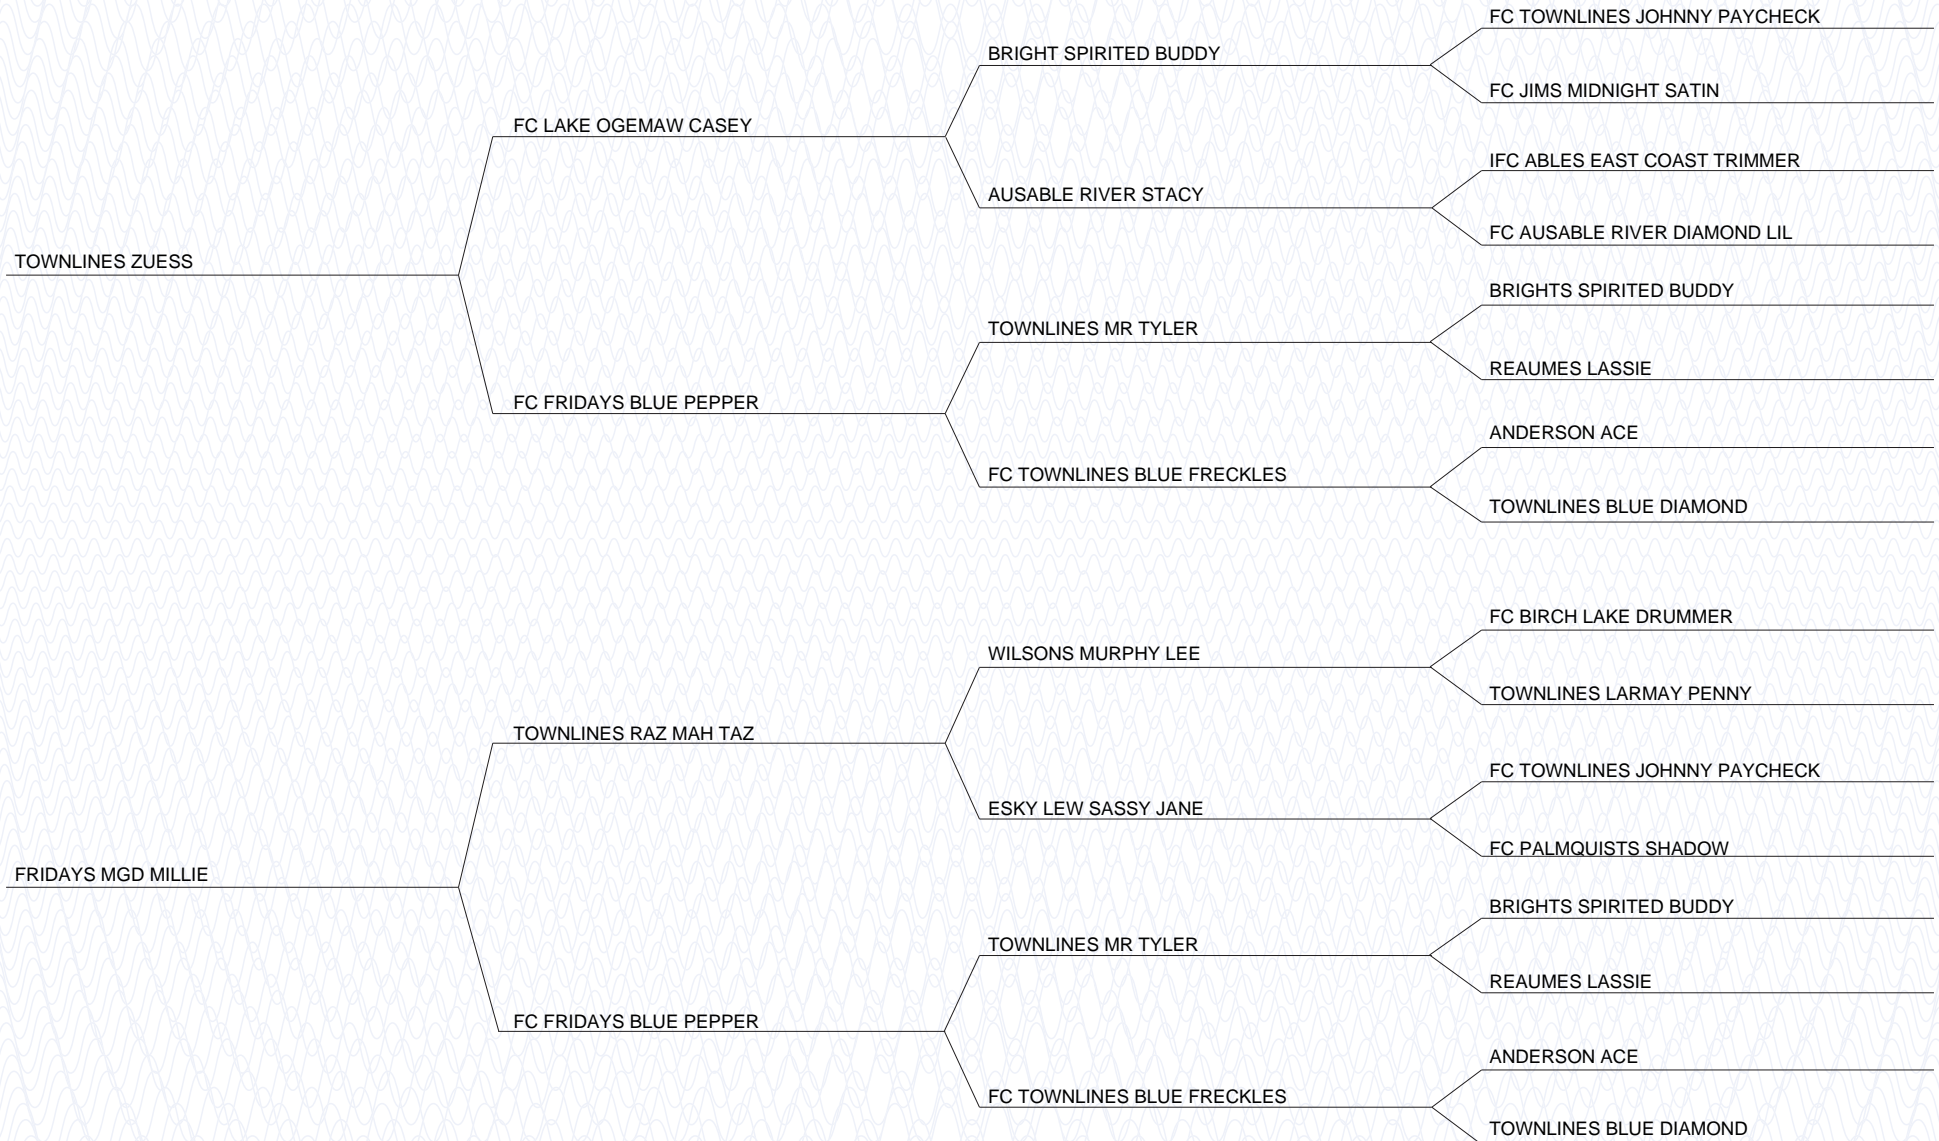 FC TOWNLINES JOHNNY PAYCHECK
BRIGHT SPIRITED BUDDY
FC JIMS MIDNIGHT SATIN
FC LAKE OGEMAW CASEY
IFC ABLES EAST COAST TRIMMER
AUSABLE RIVER STACY
FC AUSABLE RIVER DIAMOND LIL
TOWNLINES ZUESS
BRIGHTS SPIRITED BUDDY
TOWNLINES MR TYLER
REAUMES LASSIE
FC FRIDAYS BLUE PEPPER
ANDERSON ACE
FC TOWNLINES BLUE FRECKLES
TOWNLINES BLUE DIAMOND
FC BIRCH LAKE DRUMMER
WILSONS MURPHY LEE
TOWNLINES LARMAY PENNY
TOWNLINES RAZ MAH TAZ
FC TOWNLINES JOHNNY PAYCHECK
ESKY LEW SASSY JANE
FC PALMQUISTS SHADOW
FRIDAYS MGD MILLIE
BRIGHTS SPIRITED BUDDY
TOWNLINES MR TYLER
REAUMES LASSIE
FC FRIDAYS BLUE PEPPER
ANDERSON ACE
FC TOWNLINES BLUE FRECKLES
TOWNLINES BLUE DIAMOND